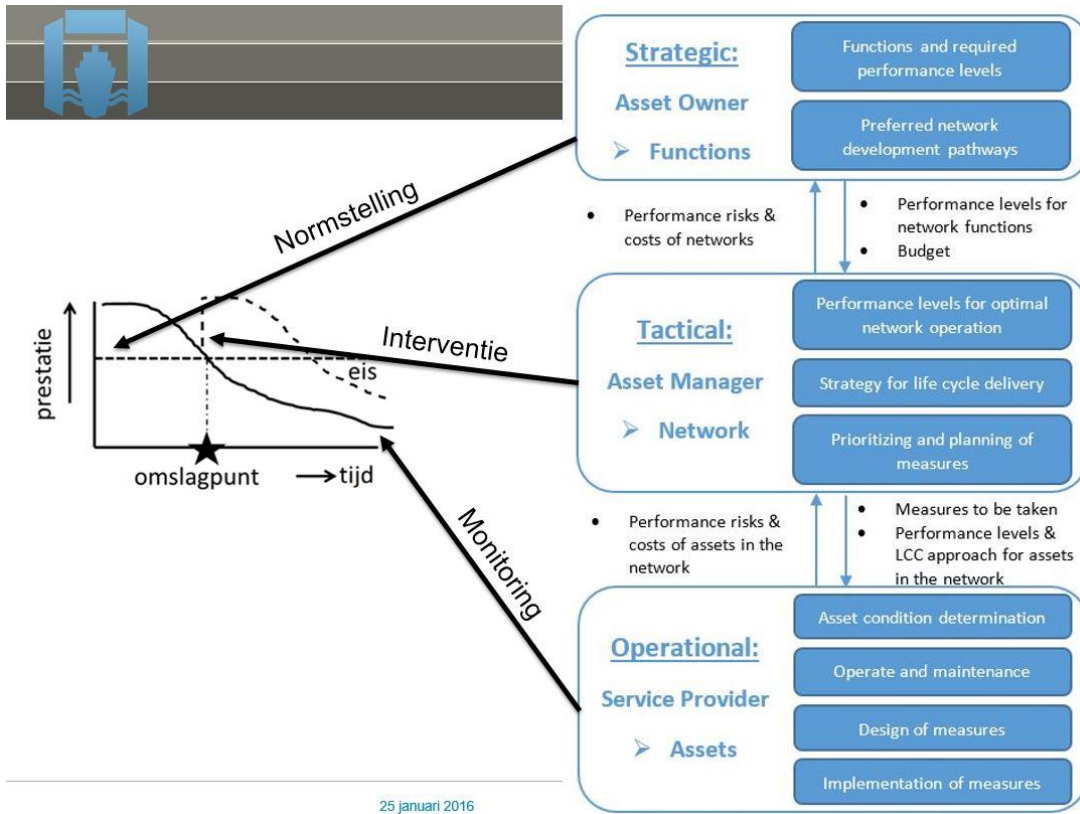 Strategic:
Asset Owner
➢ Functions
Functions and required
performance levels
Preferred network
development pathways
Normstelling
• Performance risks &
costs of networks
• Performance levels for
network functions
• Budget
prestatie
eis
omslagpunt
tijd
Interventie
Tactical:
Asset Manager
➢ Network
Performance levels for optimal
network operation
Strategy for life cycle delivery
Prioritizing and planning of
measures
Monitoring
• Performance risks &
costs of assets in the
network
• Measures to be taken
• Performance levels &
LCC approach for assets
in the network
Operational:
Service Provider
➢ Assets
Asset condition determination
Operate and maintenance
Design of measures
Implementation of measures
25 januari 2016